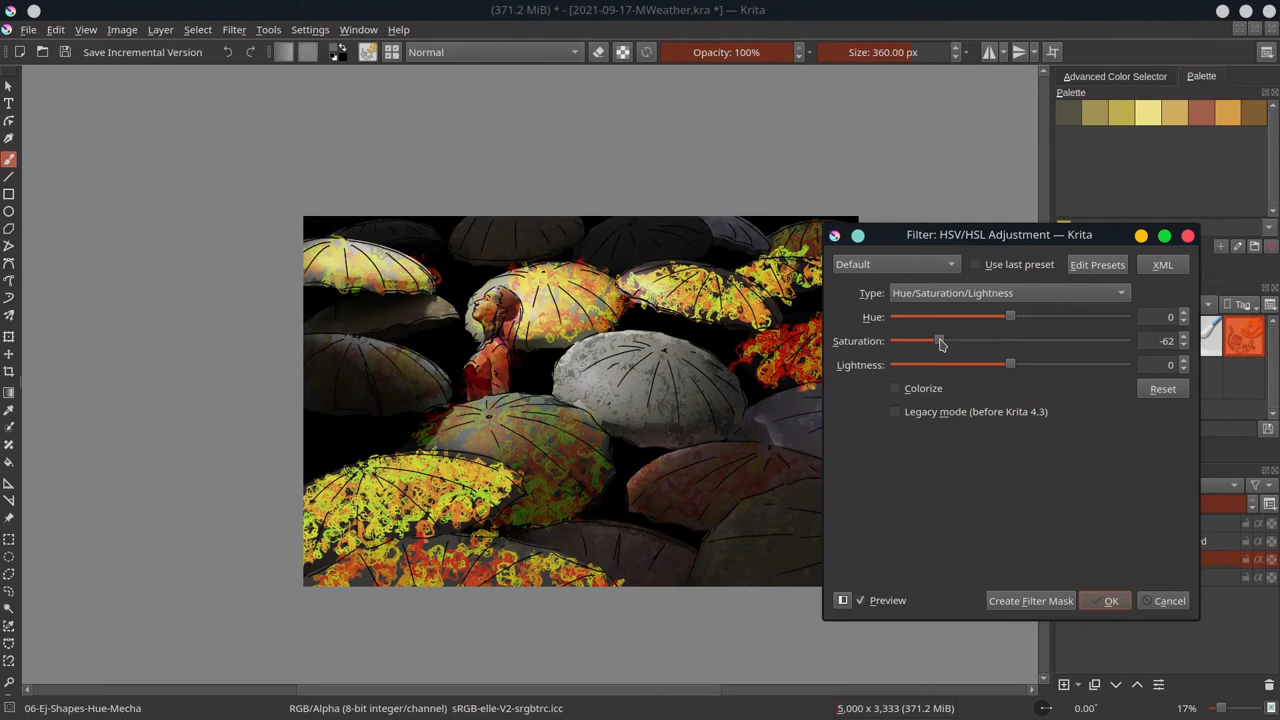 (371.2 MiB) * - [2021-09-17-MWeather.kra *] — Krita
File Edit View Image Layer Select Filter Tools Settings Window Help
Save Incremental Version Normal Opacity: 100% Size: 360.00 px
Advanced Color Selector Palette
Palette
Filter: HSV/HSL Adjustment — Krita
Default Use last preset Edit Presets XML
Type: Hue/Saturation/Lightness
Hue: 0
Saturation: -62
Lightness: 0
Colorize Reset
Legacy mode (before Krita 4.3)
Tag
Preview Create Filter Mask OK Cancel
06-Ej-Shapes-Hue-Mecha RGB/Alpha (8-bit integer/channel) sRGB-elle-V2-srgbtrc.icc 5,000 x 3,333 (371.2 MiB) 0.00° 17%